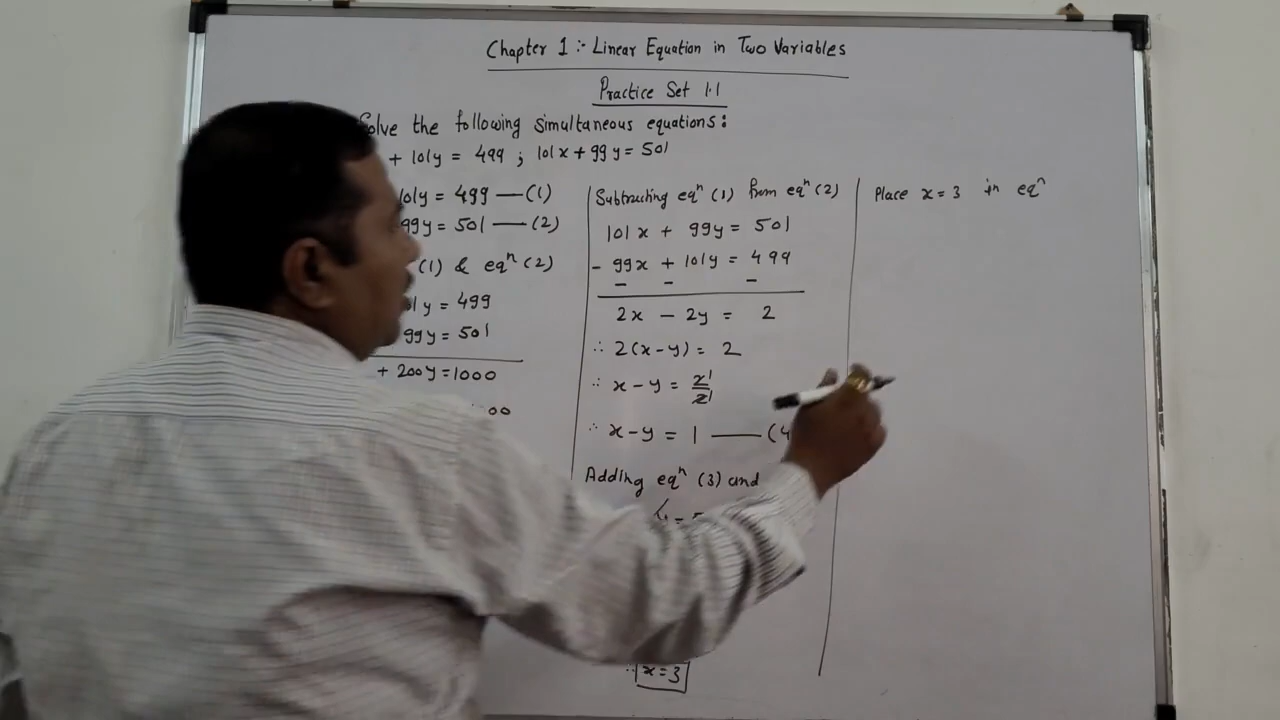 Chapter 1 :- Linear Equation in Two Variables
Practice Set 1.1
Solve the following simultaneous equations:
+ 101y = 499 ; 101x + 99y = 501
101y = 499 — (1)
99y = 501 — (2)
(1) & eqⁿ (2)
y = 499
99y = 501
+ 200y = 1000
Subtracting eqⁿ (1) from eqⁿ (2)
101x + 99y = 501
- 99x + 101y = 499
- - -
2x - 2y = 2
∴ 2(x-y) = 2
∴ x - y = 2/2
∴ x - y = 1 — (4
Adding eqⁿ (3) and
∴ x = 3
Place x = 3 in eqⁿ